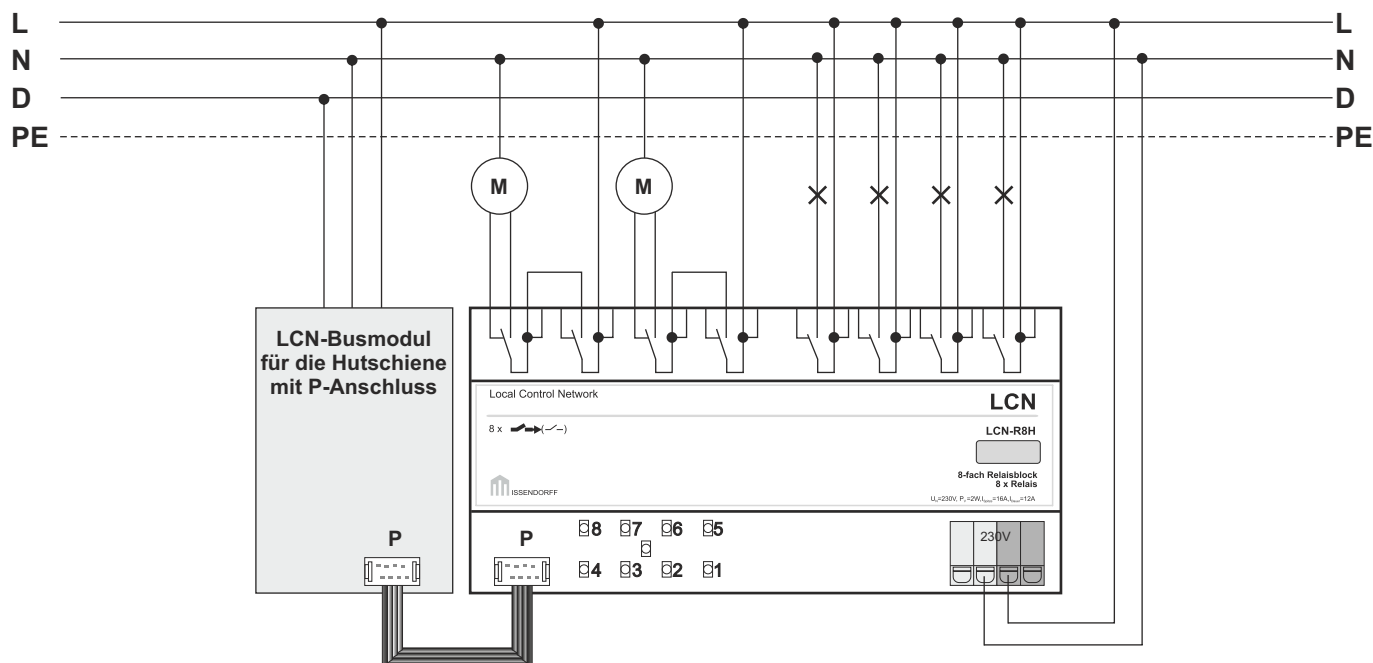 L L
N N
D D
PE PE
M M
LCN-Busmodul
für die Hutschiene
mit P-Anschluss
Local Control Network
LCN
8 x
LCN-R8H
8-fach Relaisblock
8 x Relais
ISSENDORFF
P P
8 7 6 5
4 3 2 1
230V